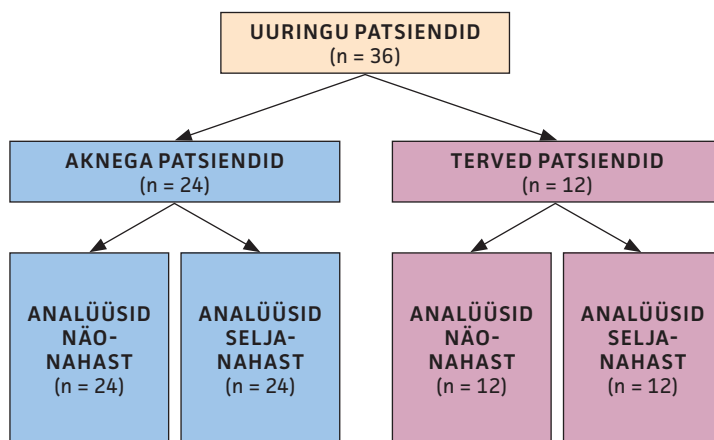 UURINGU PATSIENDID
(n = 36)
AKNEGA PATSIENDID
(n = 24)
TERVED PATSIENDID
(n = 12)
ANALÜÜSID
NÄO-
NAHAST
(n = 24)
ANALÜÜSID
SELJA-
NAHAST
(n = 24)
ANALÜÜSID
NÄO-
NAHAST
(n = 12)
ANALÜÜSID
SELJA-
NAHAST
(n = 12)